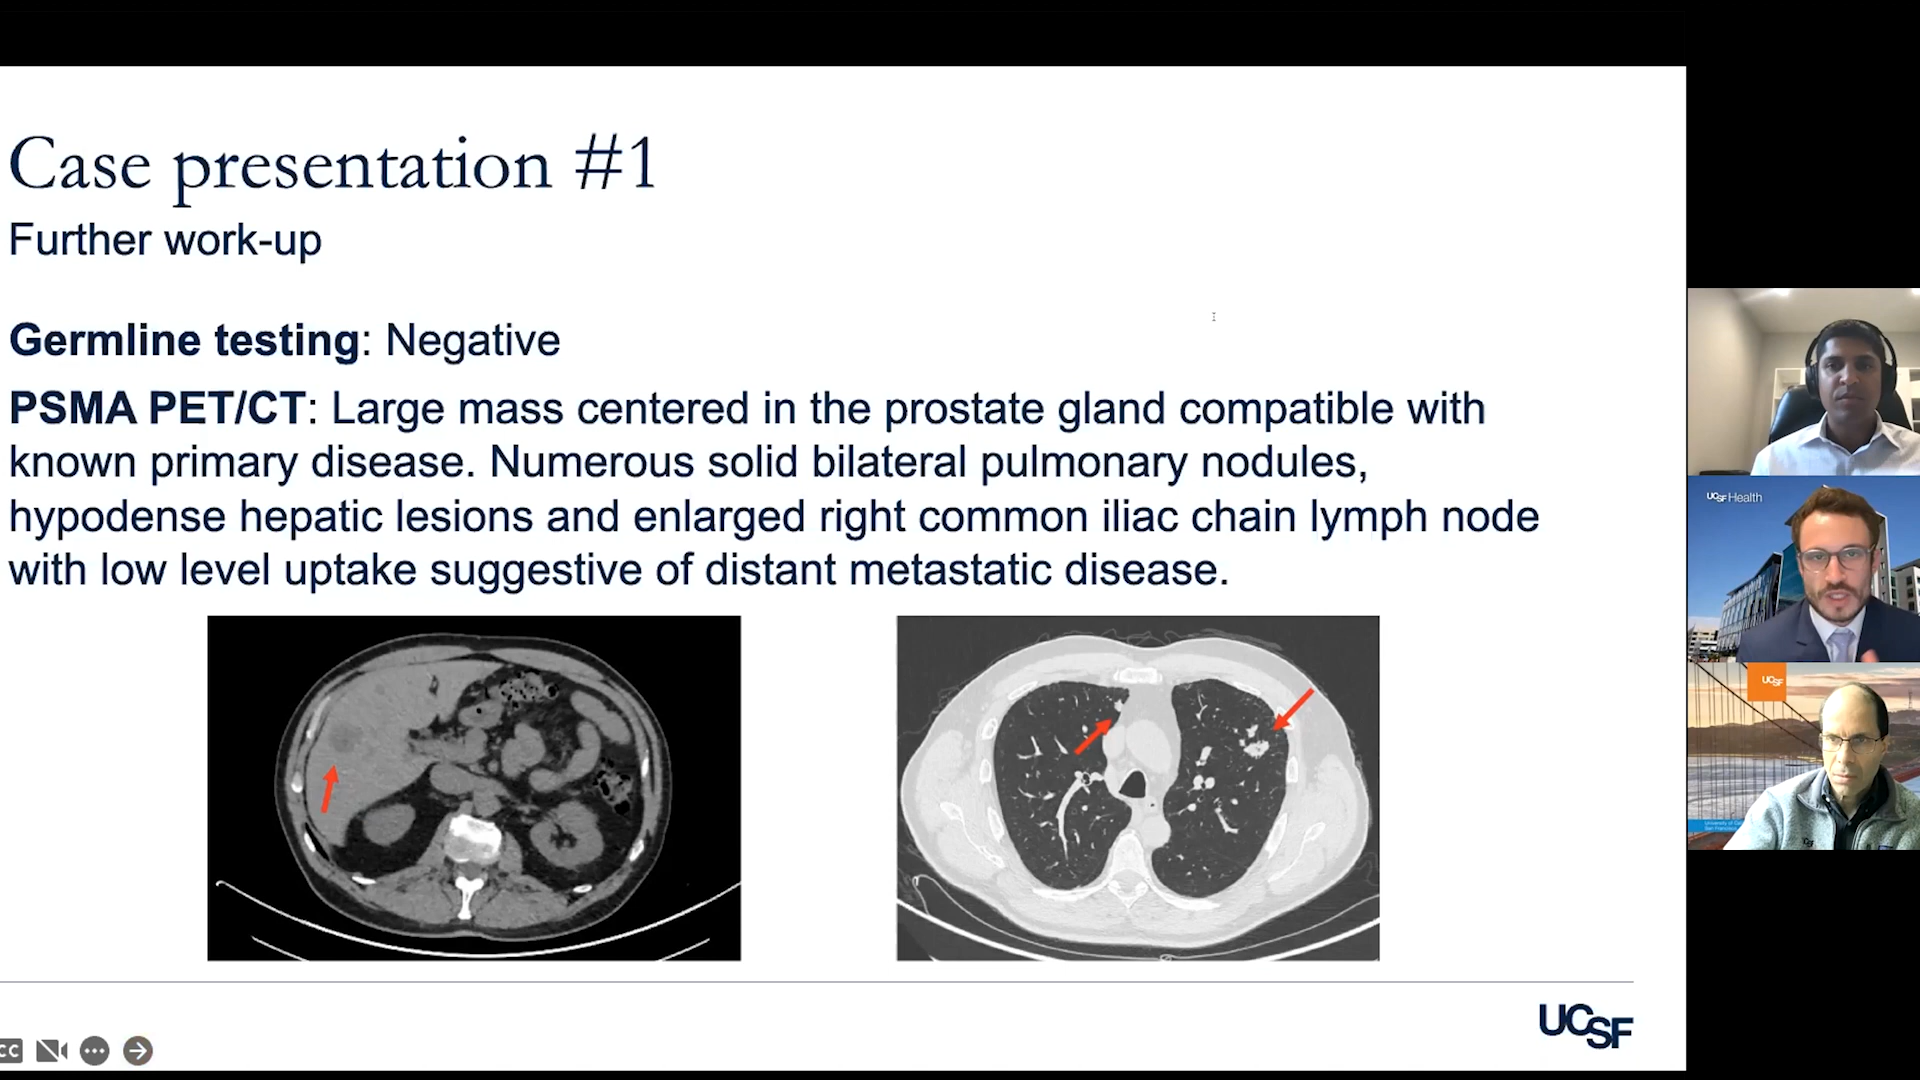 Case presentation #1
Further work-up
Germline testing: Negative
PSMA PET/CT: Large mass centered in the prostate gland compatible with
known primary disease. Numerous solid bilateral pulmonary nodules,
hypodense hepatic lesions and enlarged right common iliac chain lymph node
with low level uptake suggestive of distant metastatic disease.
UCSF
CC
UCSF Health
UCSF